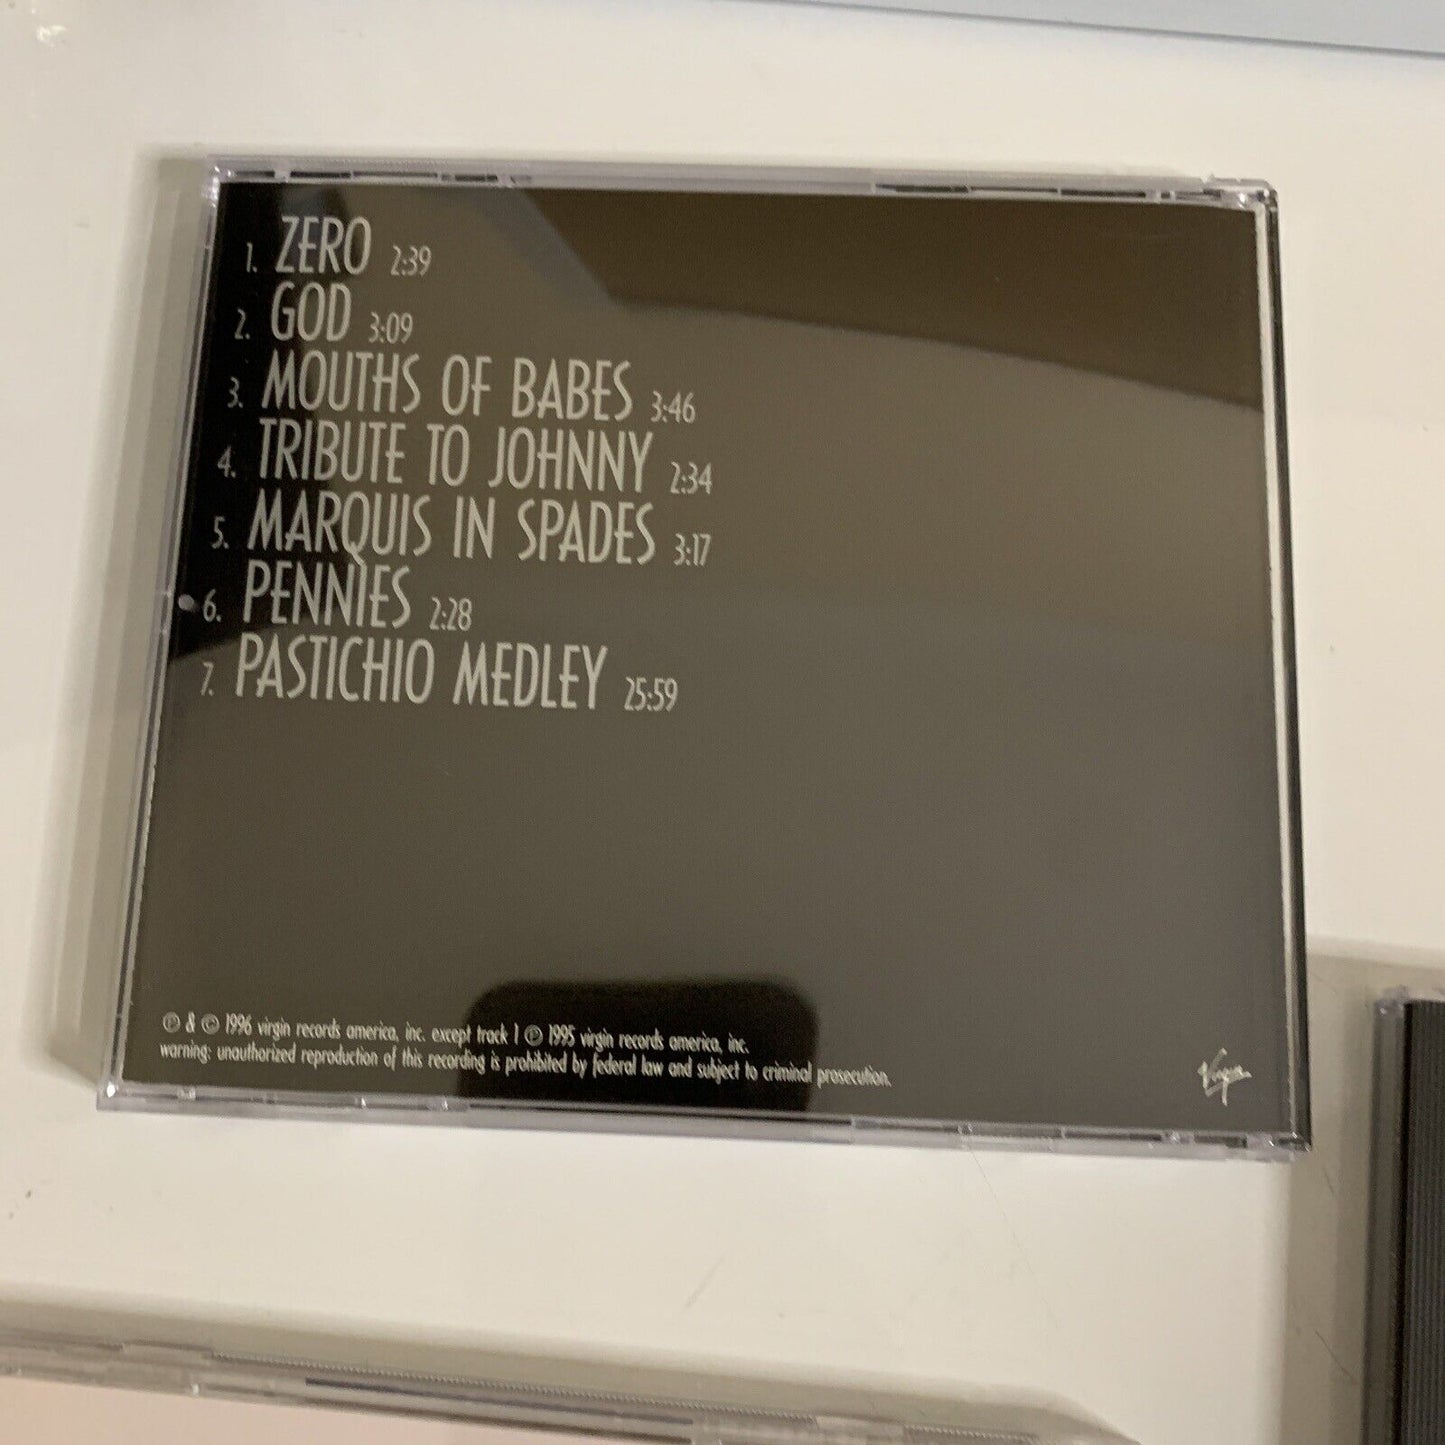 1. ZERO 2:39
2. GOD 3:09
3. MOUTHS OF BABES 3:46
4. TRIBUTE TO JOHNNY 2:34
5. MARQUIS IN SPADES 3:17
6. PENNIES 2:28
7. PASTICHIO MEDLEY 25:59
℗ & © 1996 virgin records america, inc. except track 1 ℗ 1995 virgin records america, inc.
warning: unauthorized reproduction of this recording is prohibited by federal law and subject to criminal prosecution.
Virgin